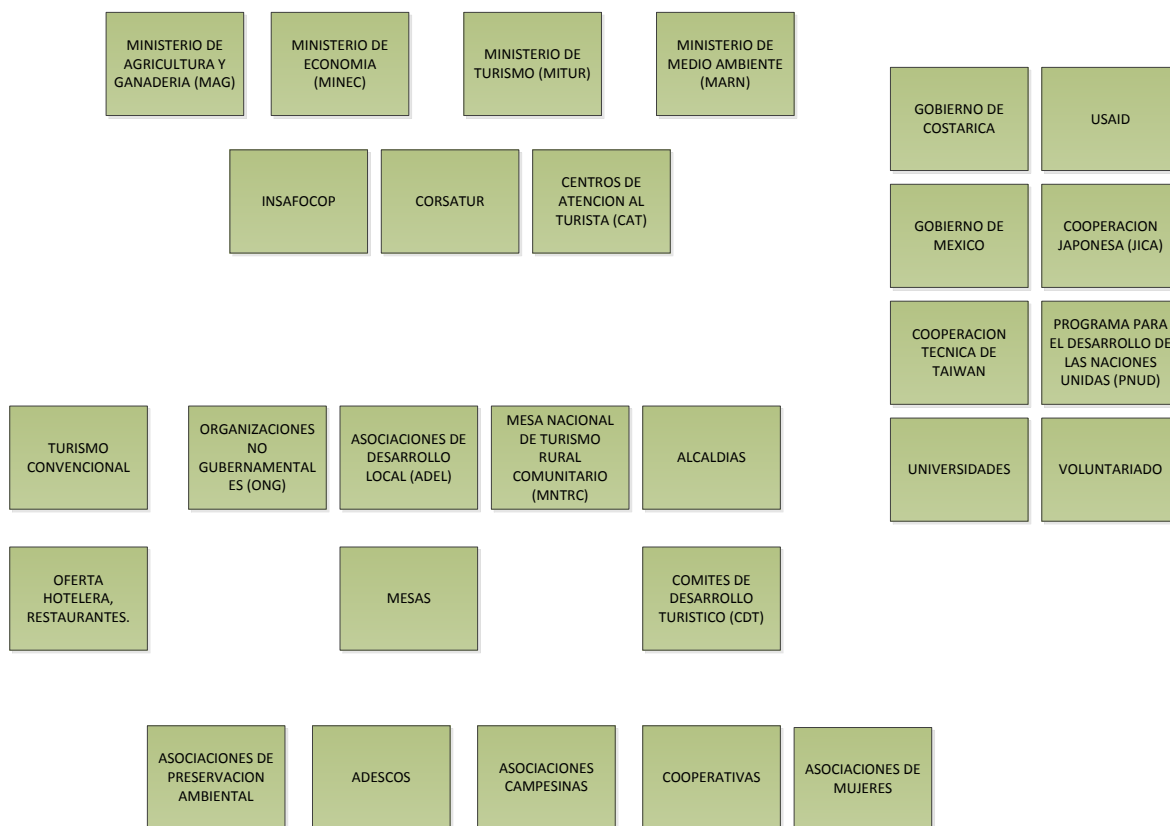 MINISTERIO DE
AGRICULTURA Y
GANADERIA (MAG)
MINISTERIO DE
ECONOMIA
(MINEC)
MINISTERIO DE
TURISMO (MITUR)
MINISTERIO DE
MEDIO AMBIENTE
(MARN)
INSAFOCOP
CORSATUR
CENTROS DE
ATENCION AL
TURISTA (CAT)
GOBIERNO DE
COSTARICA
USAID
GOBIERNO DE
MEXICO
COOPERACION
JAPONESA (JICA)
COOPERACION
TECNICA DE
TAIWAN
PROGRAMA PARA
EL DESARROLLO DE
LAS NACIONES
UNIDAS (PNUD)
UNIVERSIDADES
VOLUNTARIADO
TURISMO
CONVENCIONAL
ORGANIZACIONES
NO
GUBERNAMENTAL
ES (ONG)
ASOCIACIONES DE
DESARROLLO
LOCAL (ADEL)
MESA NACIONAL
DE TURISMO
RURAL
COMUNITARIO
(MNTRC)
ALCALDIAS
OFERTA
HOTELERA,
RESTAURANTES.
MESAS
COMITES DE
DESARROLLO
TURISTICO (CDT)
ASOCIACIONES DE
PRESERVACION
AMBIENTAL
ADESCOS
ASOCIACIONES
CAMPESINAS
COOPERATIVAS
ASOCIACIONES DE
MUJERES